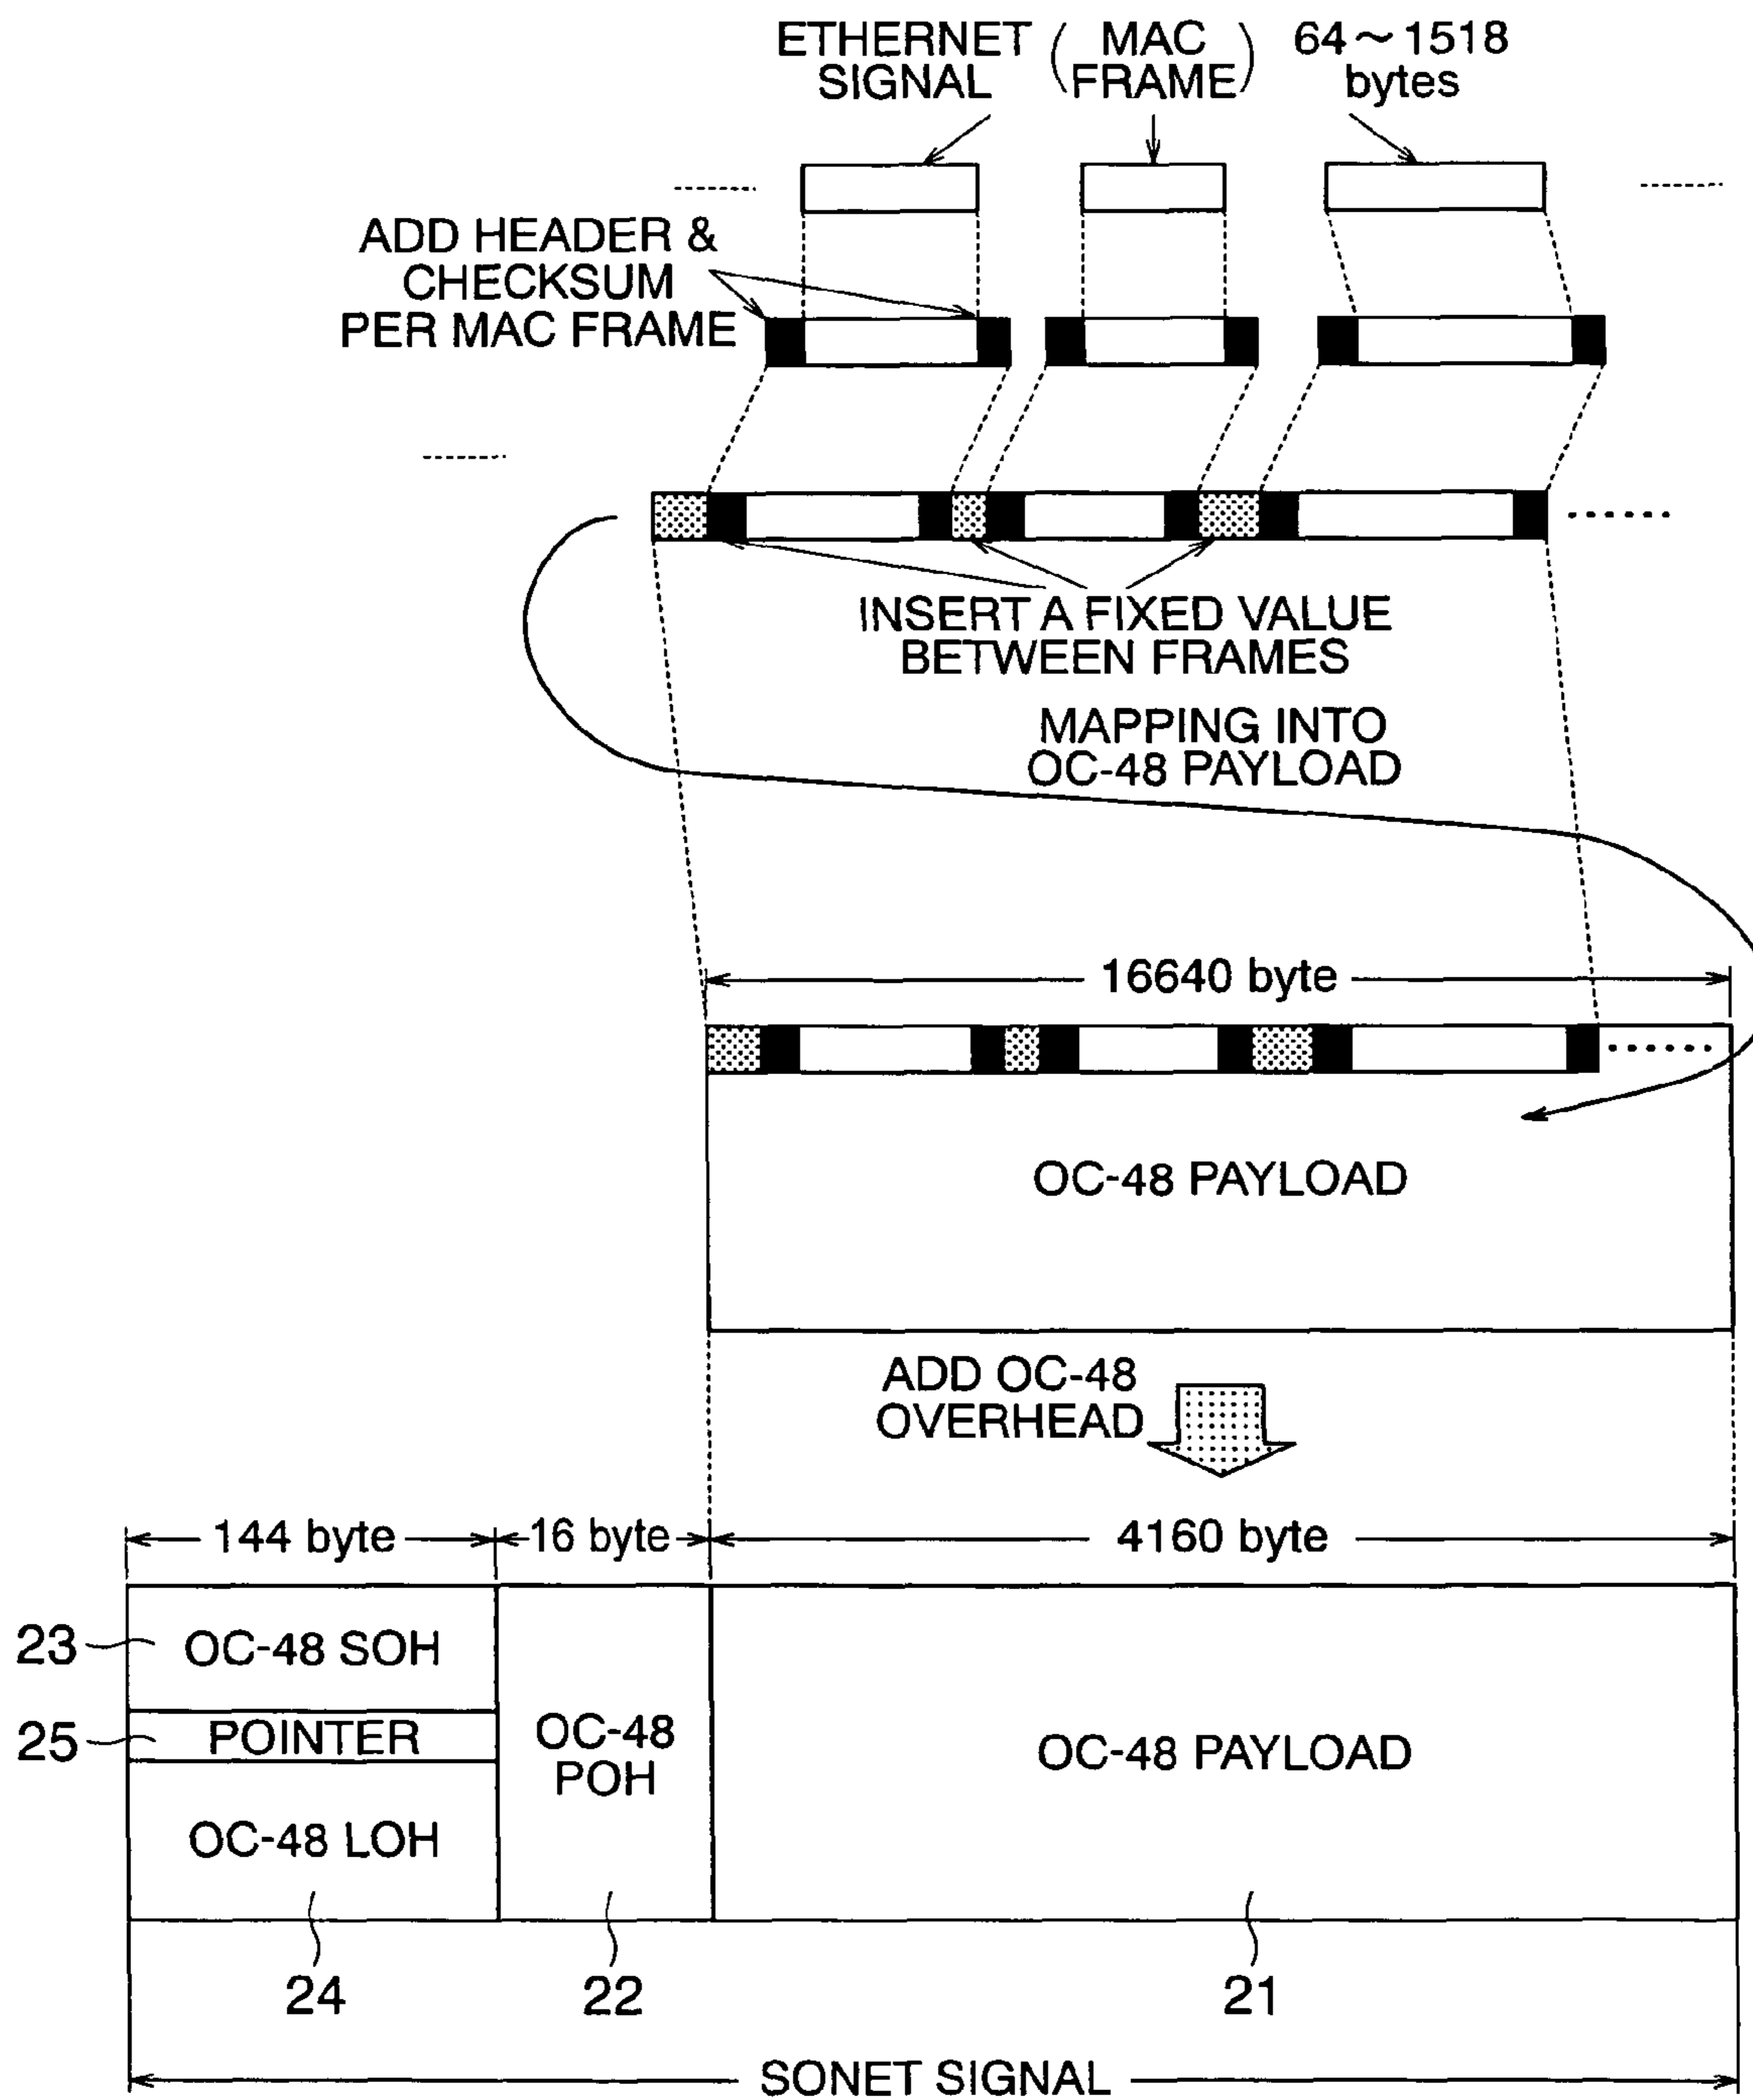 ETHERNET SIGNAL (MAC FRAME) 64~1518 bytes
ADD HEADER &
CHECKSUM
PER MAC FRAME
INSERT A FIXED VALUE
BETWEEN FRAMES
MAPPING INTO
OC-48 PAYLOAD
16640 byte
OC-48 PAYLOAD
ADD OC-48
OVERHEAD
144 byte
16 byte
4160 byte
23
OC-48 SOH
25
POINTER
OC-48 LOH
OC-48
POH
OC-48 PAYLOAD
24
22
21
SONET SIGNAL